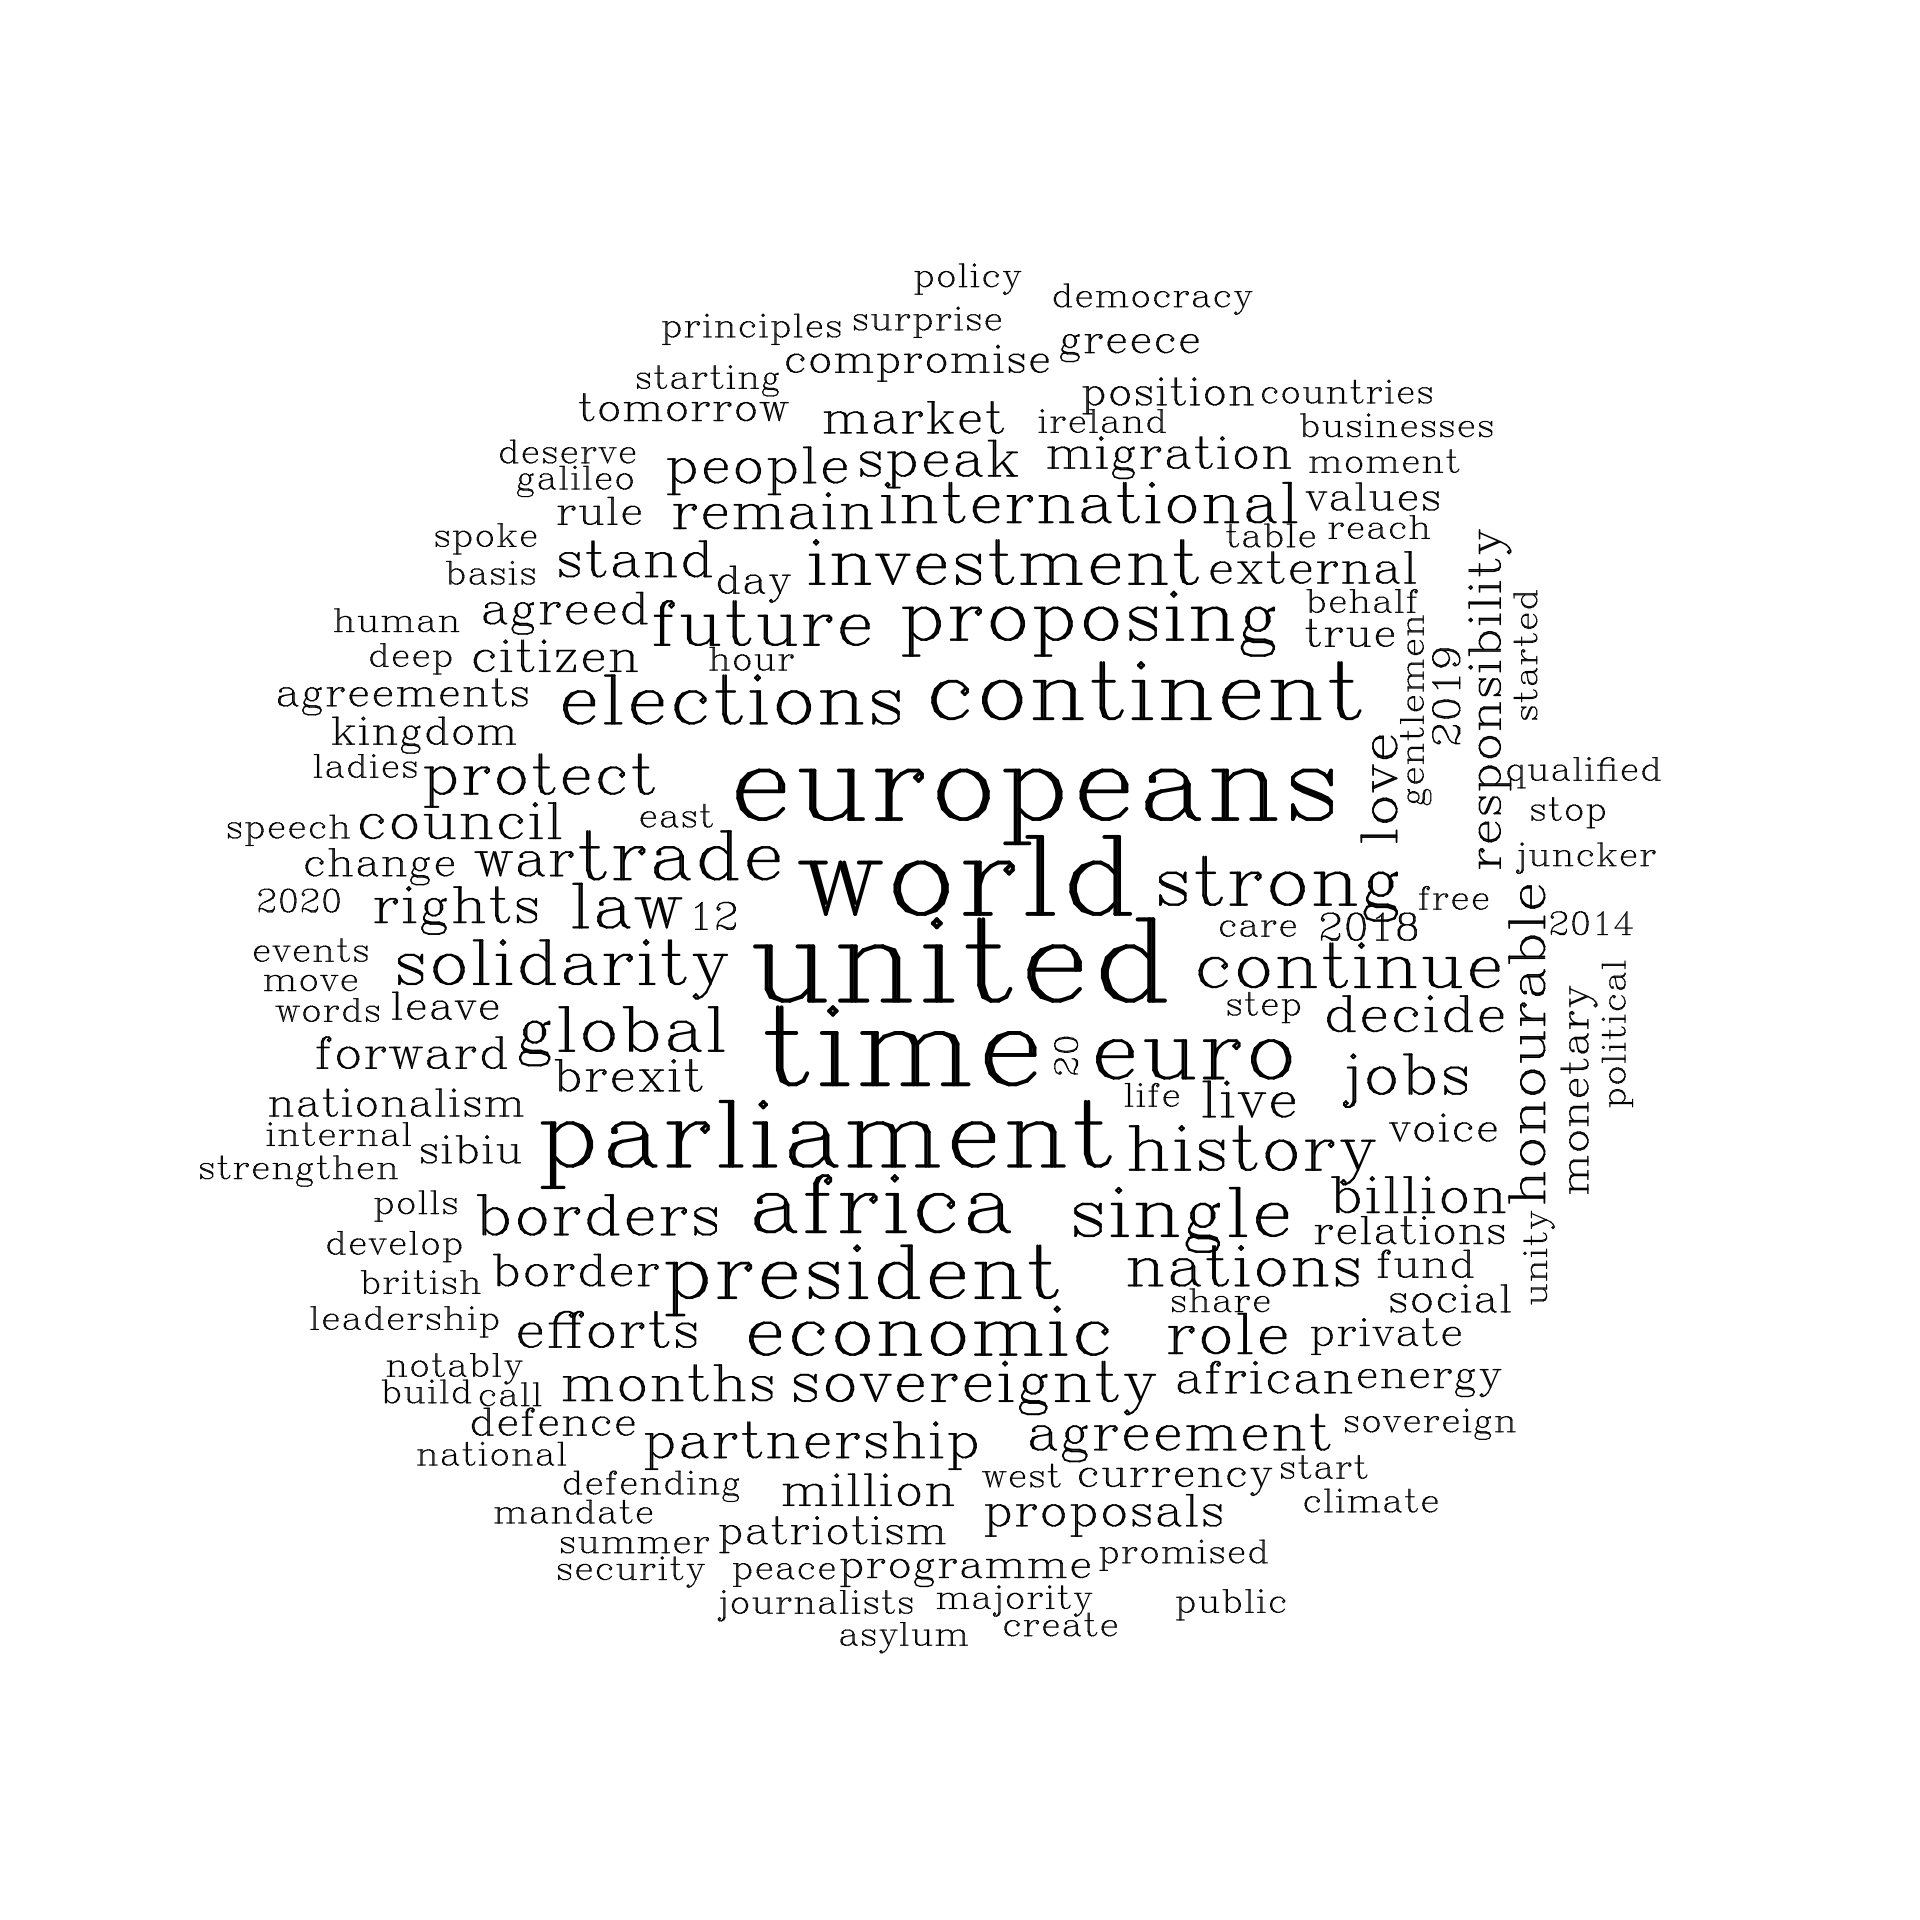 policy
democracy
principles surprise
greece
compromise
starting
tomorrow
position countries
market ireland
businesses
deserve
people speak migration moment
galileo
rule remain international values
spoke
table reach
stand investment external
basis day
human agreed future proposing behalf
true
deep citizen hour
agreements elections continent
gentlemen
2019
responsibility
started
kingdom
ladies protect europeans love
qualified
stop
speech council east
change war trade world strong juncker
2020 rights law 12 free
care 2018 2014
events solidarity united continue
honourable
move
words leave step decide
political
monetary
forward global time 20 euro jobs
brexit
nationalism life live
internal sibiu parliament history voice
strengthen
polls borders africa single billion
relations
unity
develop
british border president nations fund
share social
leadership efforts economic role private
notably
build call months sovereignty african energy
defence
national partnership agreement sovereign
defending million west currency start
mandate proposals climate
summer patriotism
security peace programme promised
journalists majority public
asylum create